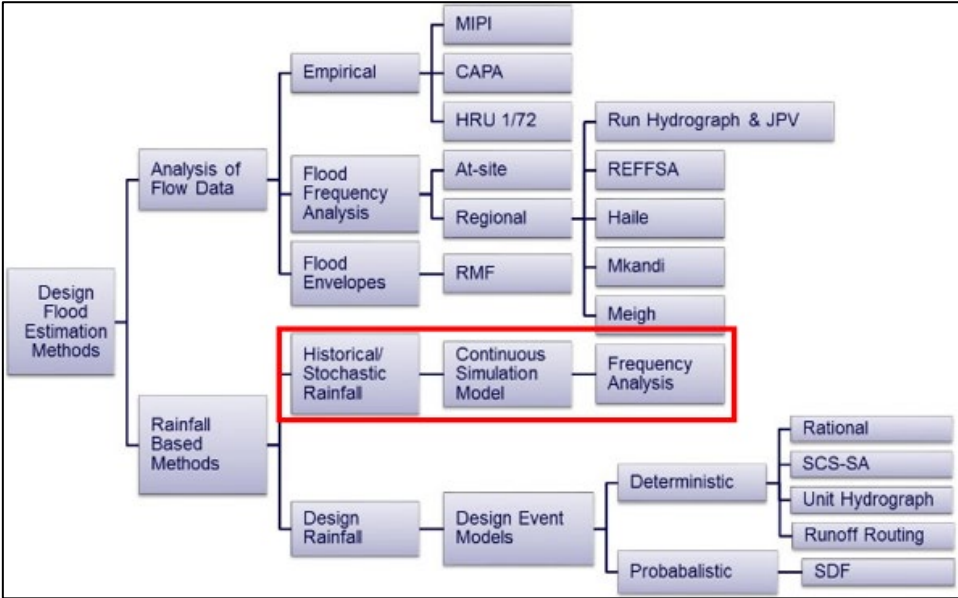 Design
Flood
Estimation
Methods
Analysis of
Flow Data
Empirical
MIPI
CAPA
HRU 1/72
Flood
Frequency
Analysis
At-site
Regional
Run Hydrograph & JPV
REFFSA
Haile
Mkandi
Meigh
Flood
Envelopes
RMF
Rainfall
Based
Methods
Historical/
Stochastic
Rainfall
Continuous
Simulation
Model
Frequency
Analysis
Design
Rainfall
Design Event
Models
Deterministic
Rational
SCS-SA
Unit Hydrograph
Runoff Routing
Probabalistic
SDF